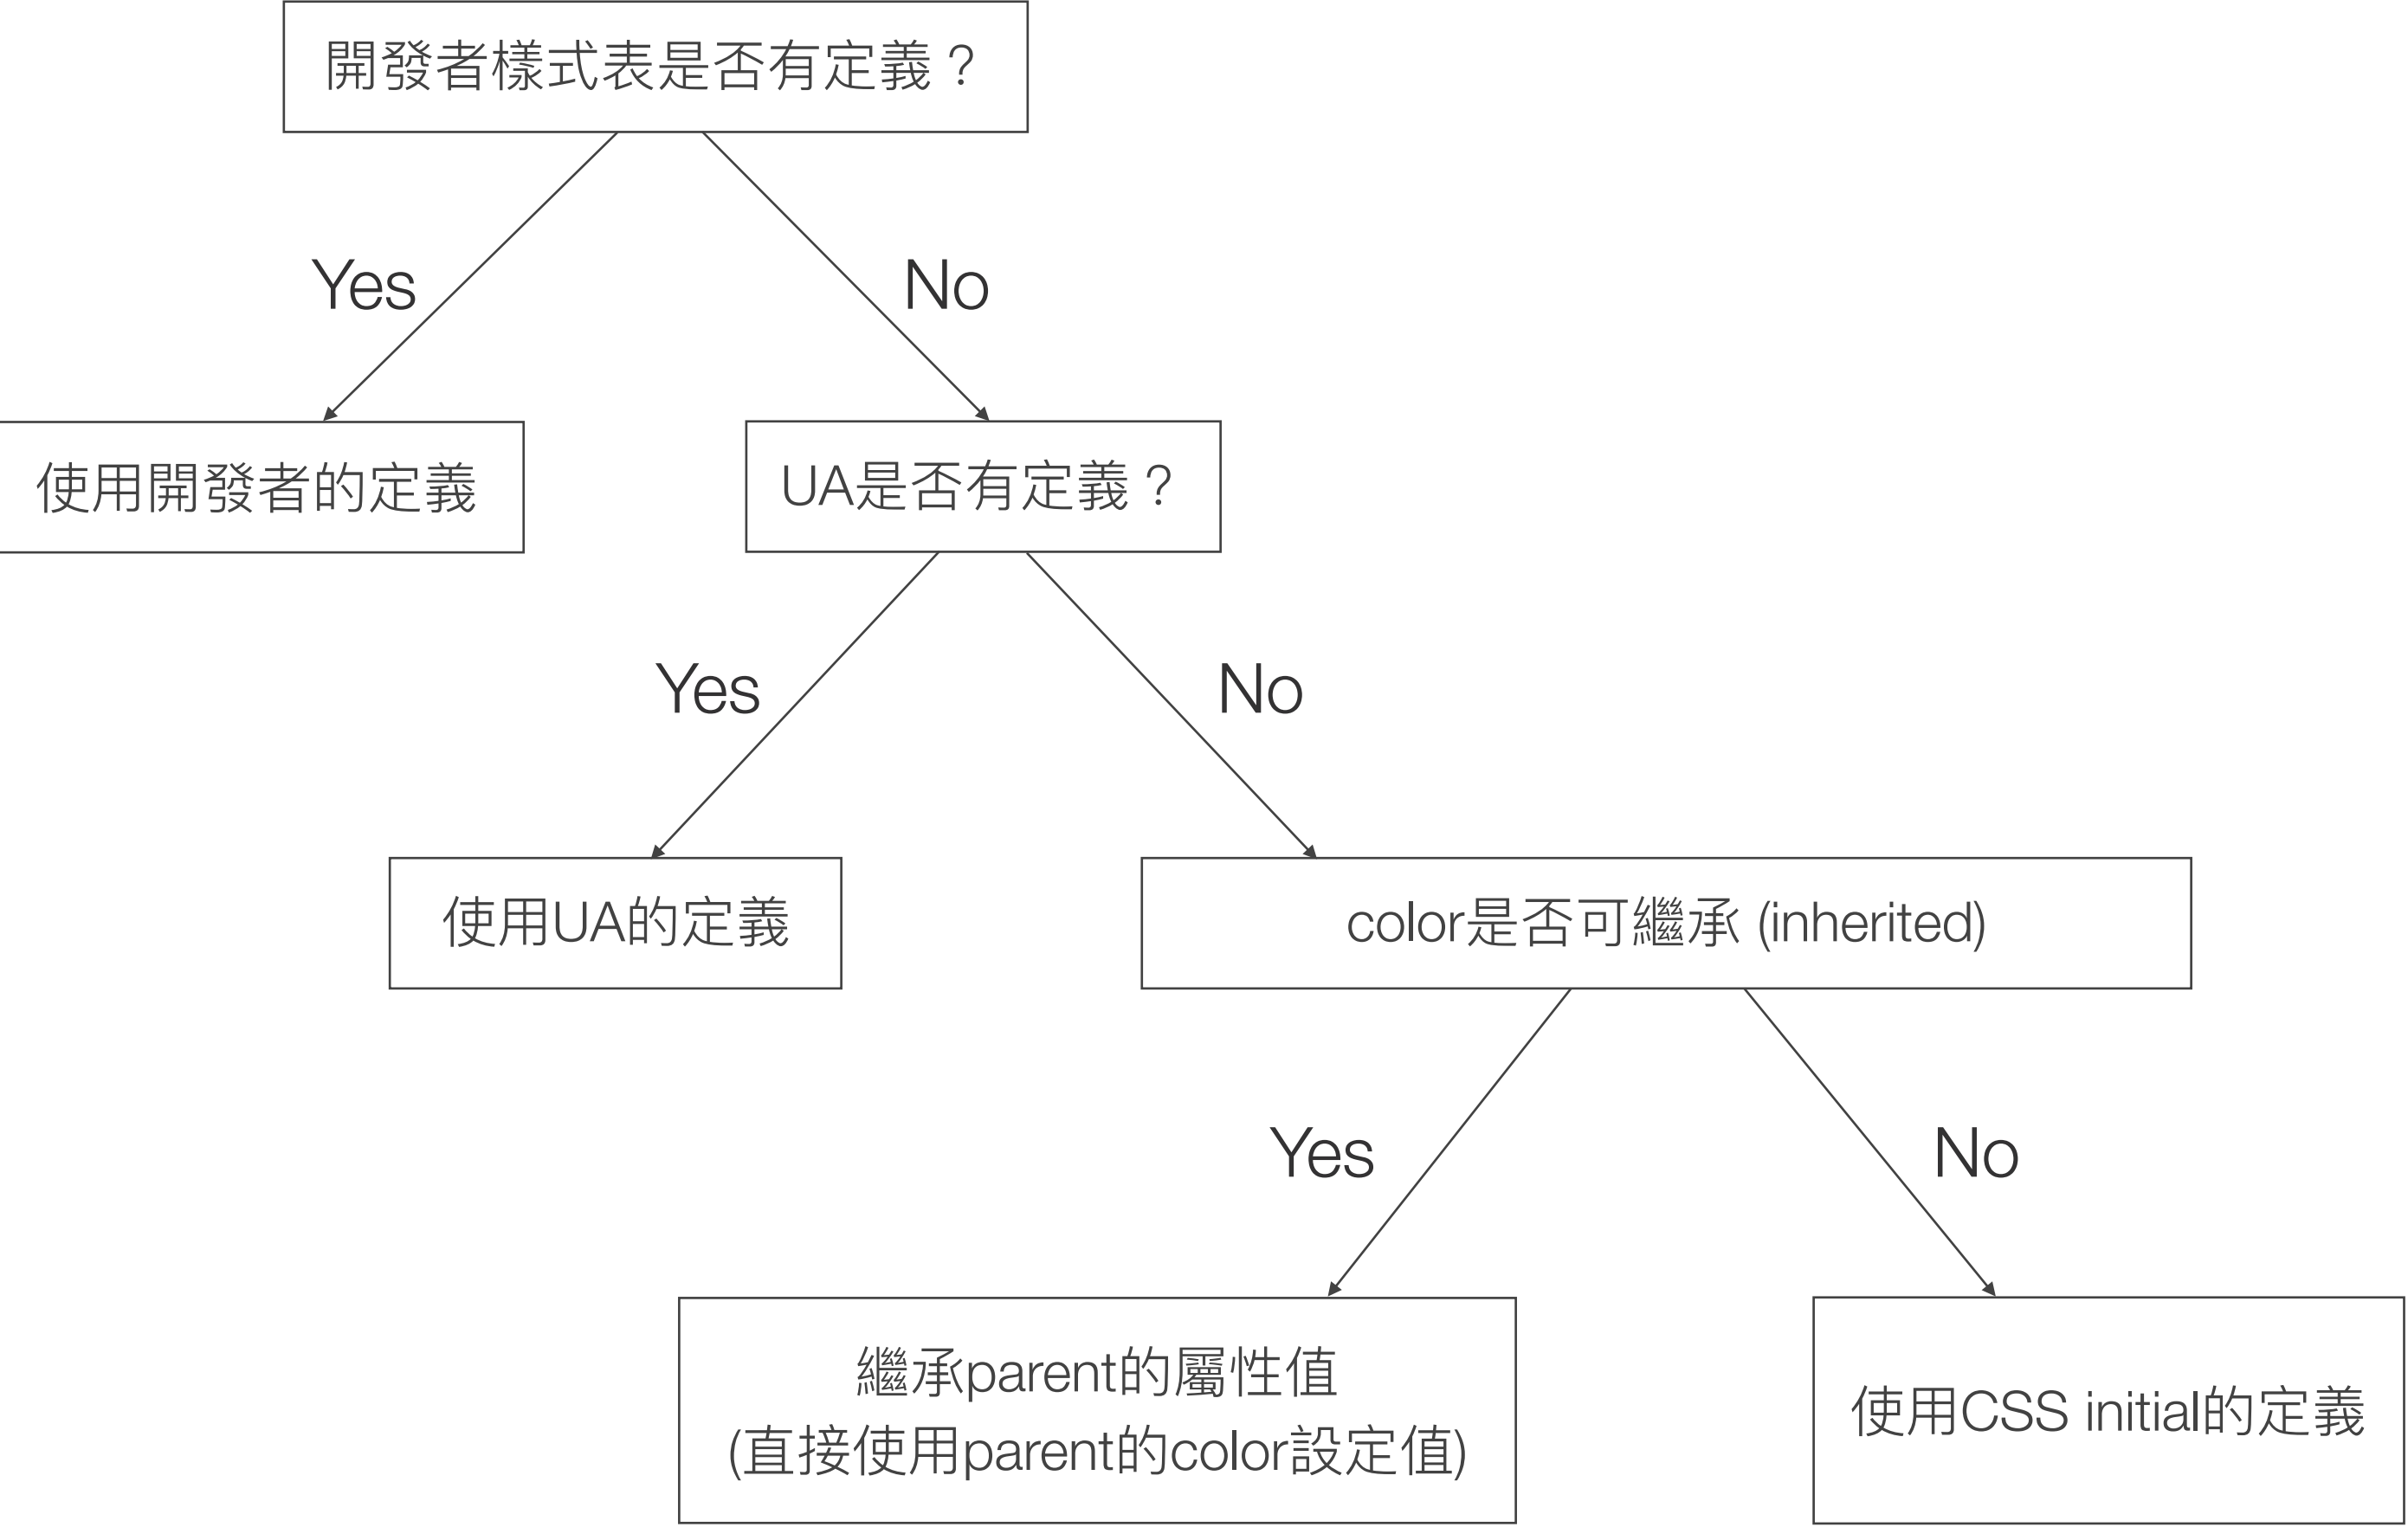 開發者樣式表是否有定義？
Yes
No
使用開發者的定義
UA是否有定義？
Yes
No
使用UA的定義
color是否可繼承 (inherited)
Yes
No
繼承parent的屬性值
(直接使用parent的color設定值)
使用CSS initial的定義